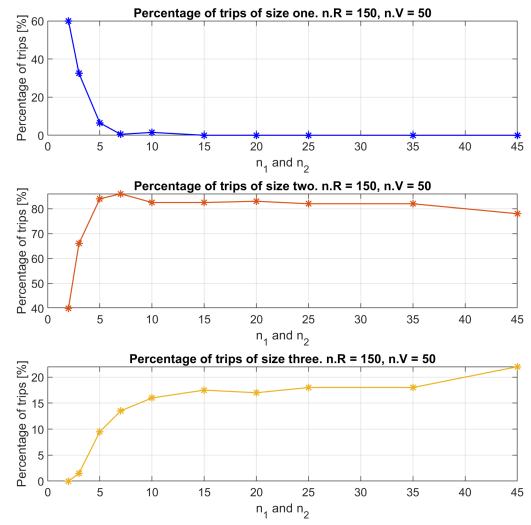 Percentage of trips of size one. n.R = 150, n.V = 50
Percentage of trips [%]
60
40
20
0
0 5 10 15 20 25 30 35 40 45
n1 and n2
Percentage of trips of size two. n.R = 150, n.V = 50
Percentage of trips [%]
80
70
60
50
40
0 5 10 15 20 25 30 35 40 45
n1 and n2
Percentage of trips of size three. n.R = 150, n.V = 50
Percentage of trips [%]
20
15
10
5
0
0 5 10 15 20 25 30 35 40 45
n1 and n2